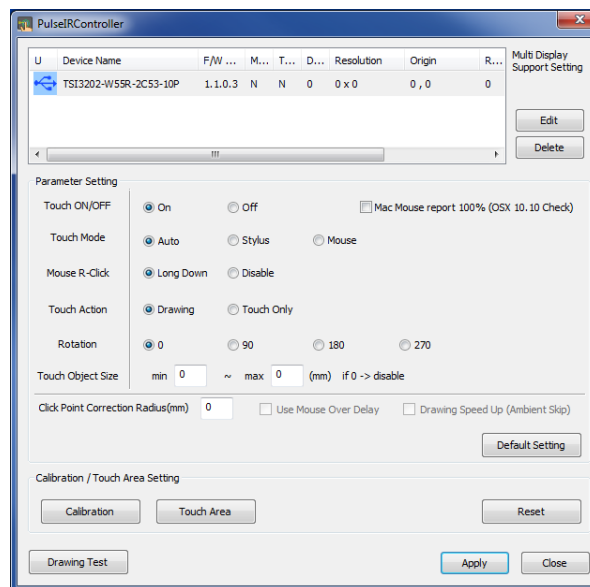 PulseIRController
U Device Name F/W ... M... T... D... Resolution Origin R...
TSI3202-W55R-2C53-10P 1.1.0.3 N N 0 0 x 0 0 , 0 0
Multi Display
Support Setting
Edit
Delete
Parameter Setting
Touch ON/OFF On Off Mac Mouse report 100% (OSX 10.10 Check)
Touch Mode Auto Stylus Mouse
Mouse R-Click Long Down Disable
Touch Action Drawing Touch Only
Rotation 0 90 180 270
Touch Object Size min 0 ~ max 0 (mm) if 0 -> disable
Click Point Correction Radius(mm) 0 Use Mouse Over Delay Drawing Speed Up (Ambient Skip)
Default Setting
Calibration / Touch Area Setting
Calibration Touch Area Reset
Drawing Test Apply Close